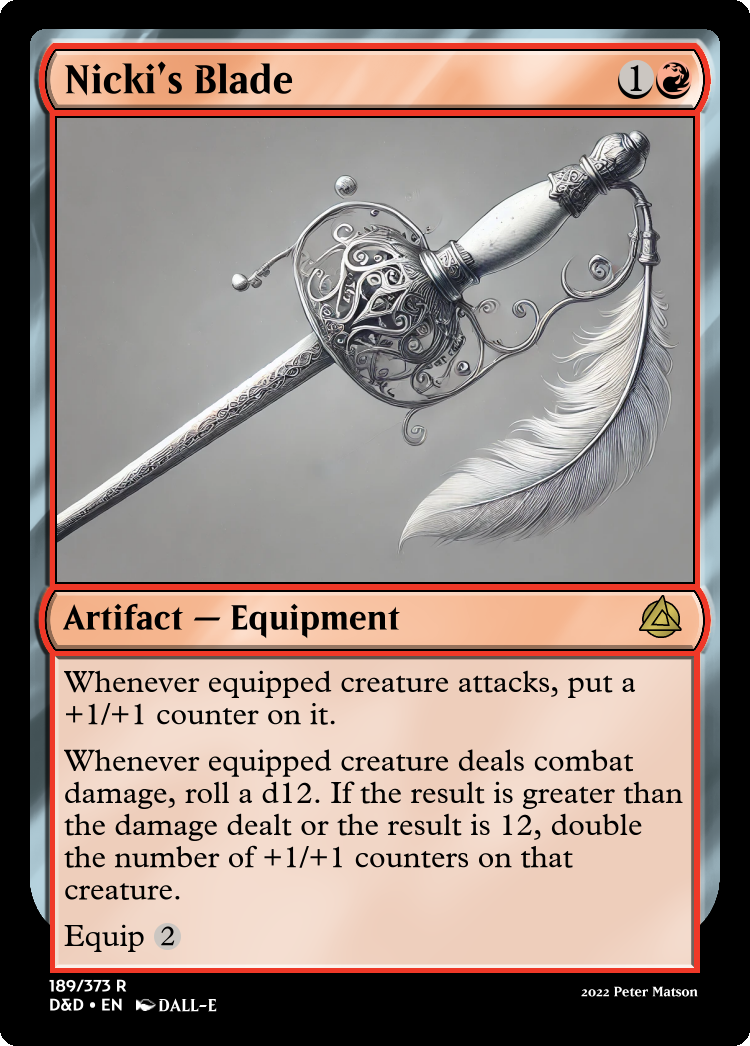 Nicki's Blade 1
Artifact — Equipment
Whenever equipped creature attacks, put a
+1/+1 counter on it.
Whenever equipped creature deals combat
damage, roll a d12. If the result is greater than
the damage dealt or the result is 12, double
the number of +1/+1 counters on that
creature.
Equip 2
189/373 R
D&D • EN DALL-E
2022 Peter Matson